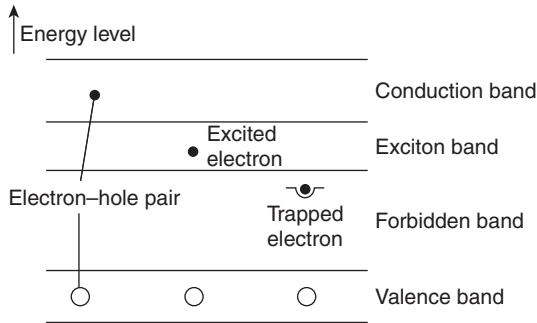 Energy level
Conduction band
Excited
electron
Exciton band
Electron–hole pair
Trapped
electron
Forbidden band
Valence band